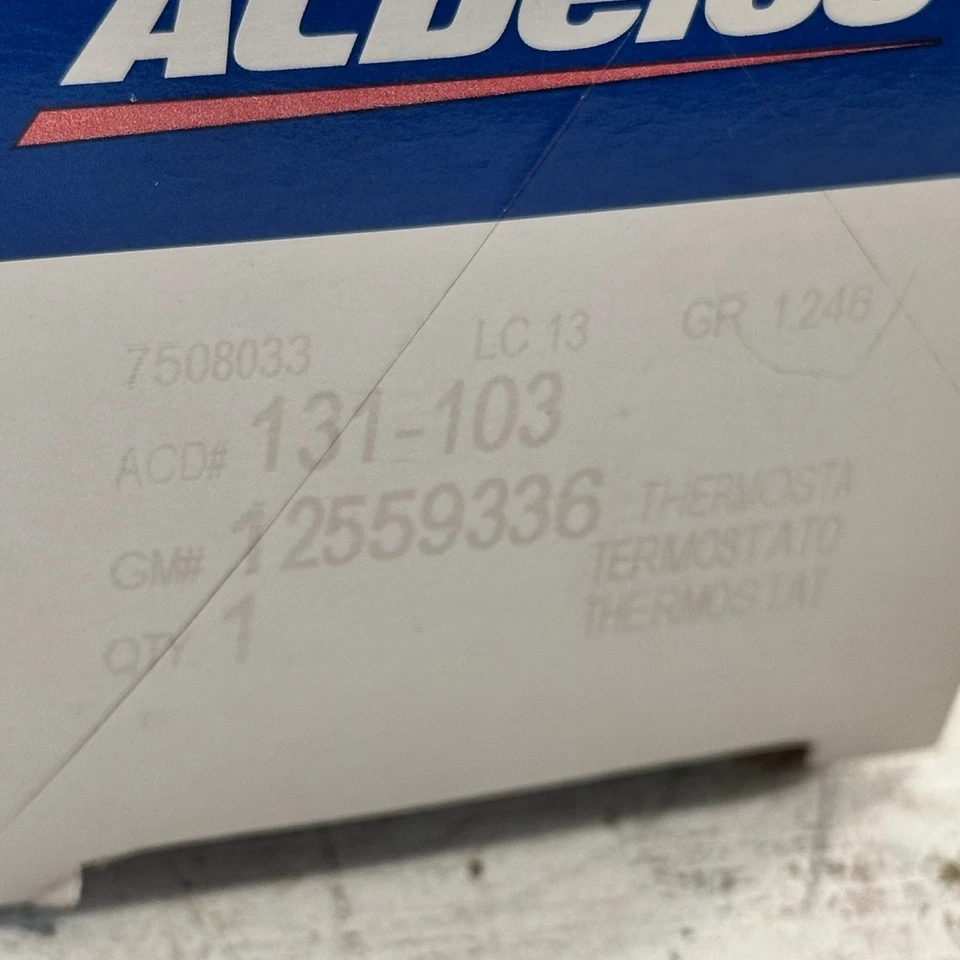 ACDelco
7508033 LC 13 GR 1248
ACD# 131-103
GM# 12559336 THERMOSTA
TERMOSTATO
QTY 1 THERMOSTAT